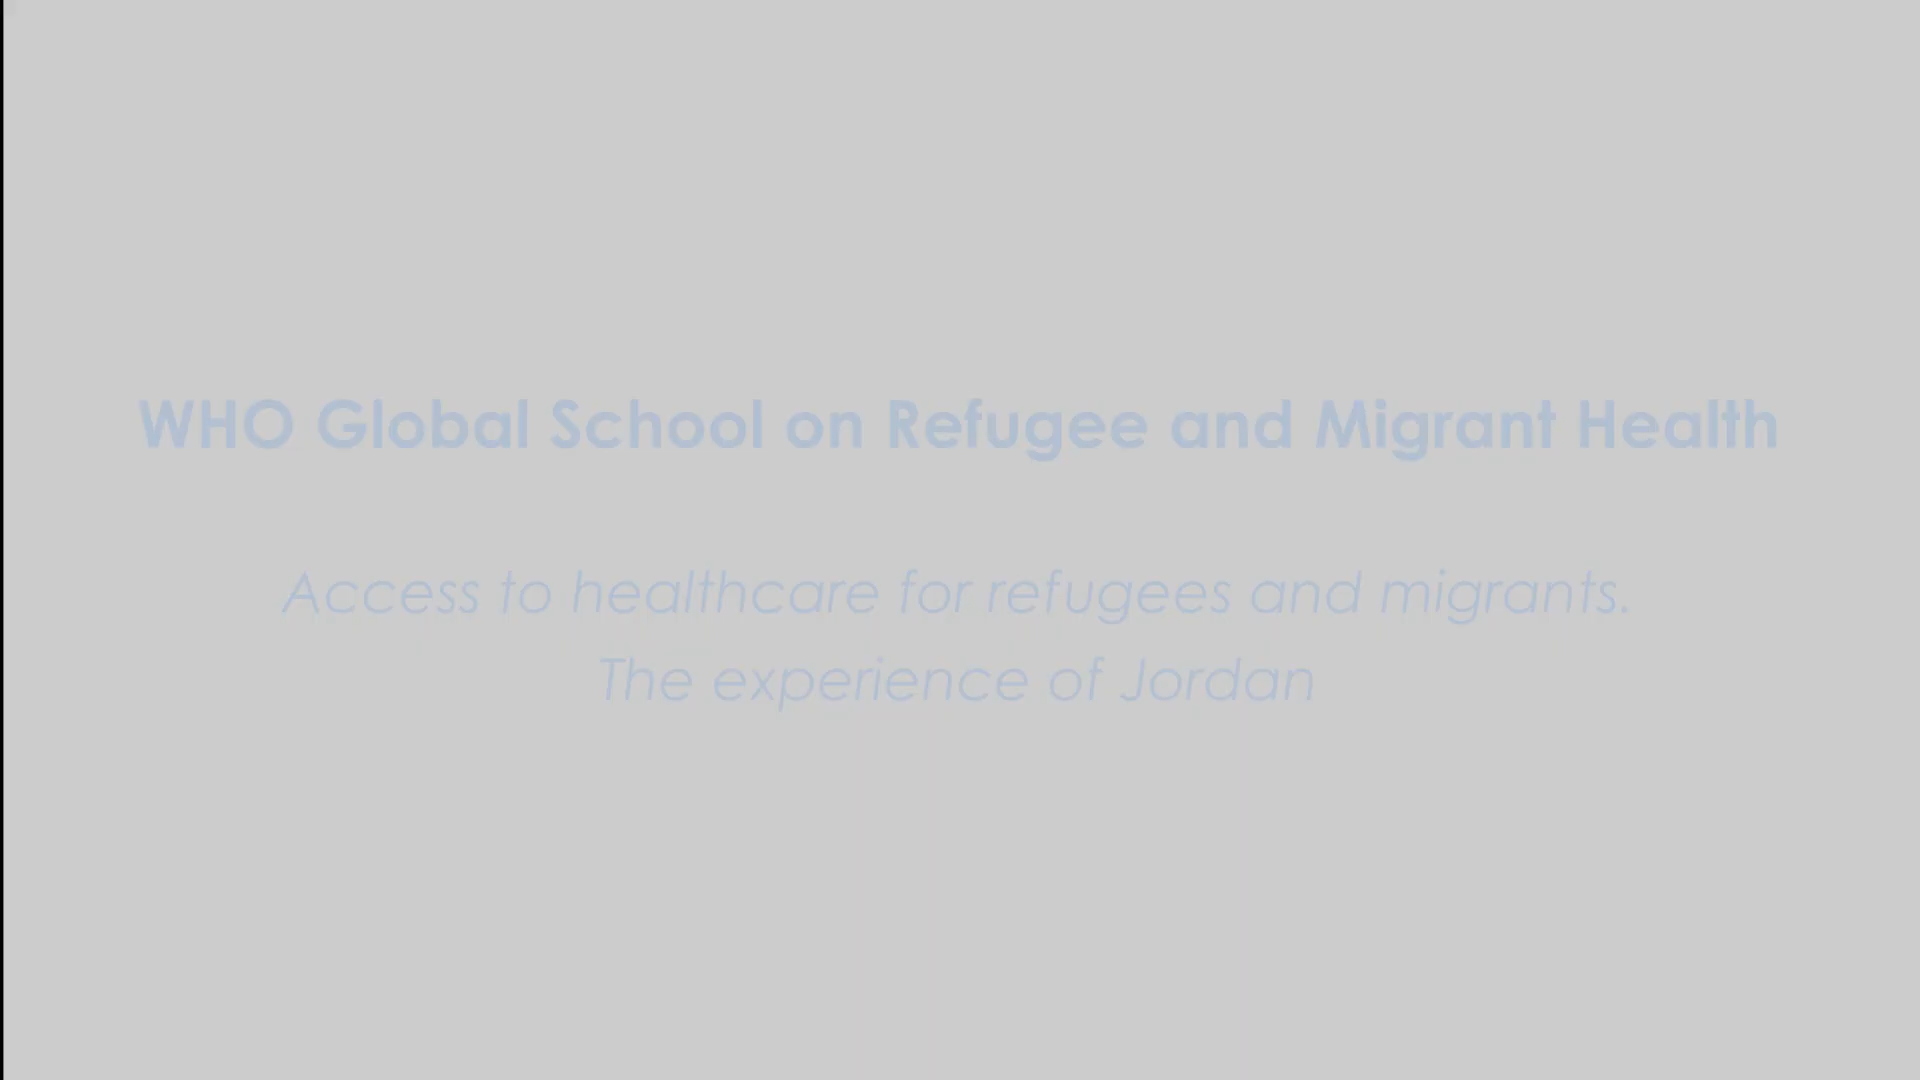 WHO Global School on Refugee and Migrant Health
Access to healthcare for refugees and migrants.
The experience of Jordan